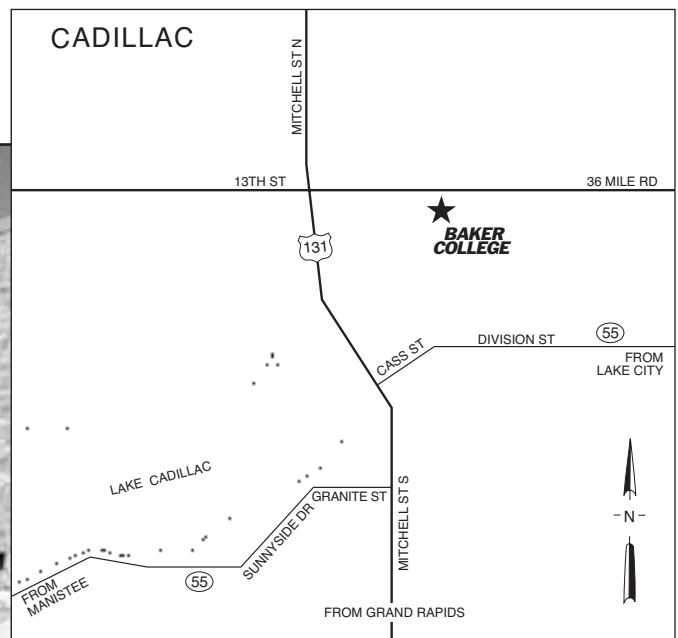 CADILLAC
MITCHELL ST N
13TH ST
36 MILE RD
BAKER
COLLEGE
131
CASS ST
DIVISION ST
55
FROM
LAKE CITY
LAKE CADILLAC
GRANITE ST
SUNNYSIDE DR
MITCHELL ST S
-N-
55
FROM
MANISTEE
FROM GRAND RAPIDS